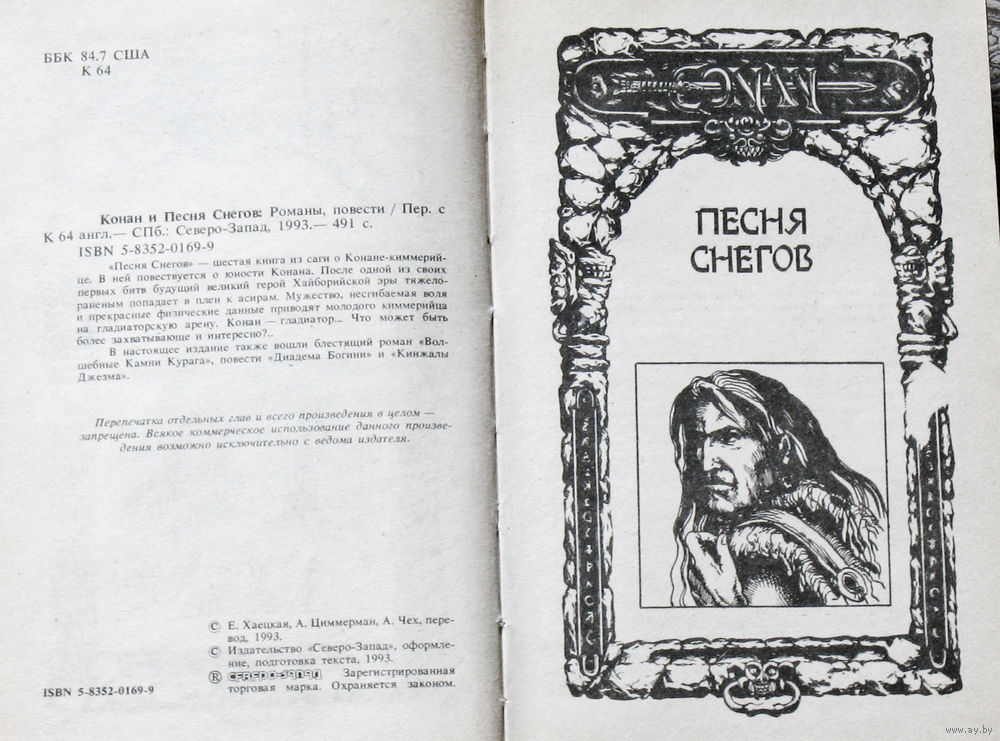 ББК 84.7 США
К 64
Конан и Песня Снегов: Романы, повести / Пер. с
К 64 англ.— СПб.: Северо-Запад, 1993.— 491 с.
ISBN 5-8352-0169-9
«Песня Снегов» — шестая книга из саги о Конане-киммерий-
це. В ней повествуется о юности Конана. После одной из своих
первых битв будущий великий герой Хайборийской эры тяжело-
раненым попадает в плен к асирам. Мужество, несгибаемая воля
и прекрасные физические данные приводят молодого киммерийца
на гладиаторскую арену. Конан — гладиатор... Что может быть
более захватывающе и интересно?..
В настоящее издание также вошли блестящий роман «Вол-
шебные Камни Курага», повести «Диадема Богини» и «Кинжалы
Джезма».
Перепечатка отдельных глав и всего произведения в целом —
запрещена. Всякое коммерческое использование данного произве-
дения возможно исключительно с ведома издателя.
© Е. Хаецкая, А. Циммерман, А. Чех, пере-
вод, 1993.
© Издательство «Северо-Запад», оформле-
ние, подготовка текста, 1993.
® СЕВЕРО-ЗАПАД Зарегистрированная
торговая марка. Охраняется законом.
ISBN 5-8352-0169-9
CONAN
ПЕСНЯ
СНЕГОВ
www.ay.by